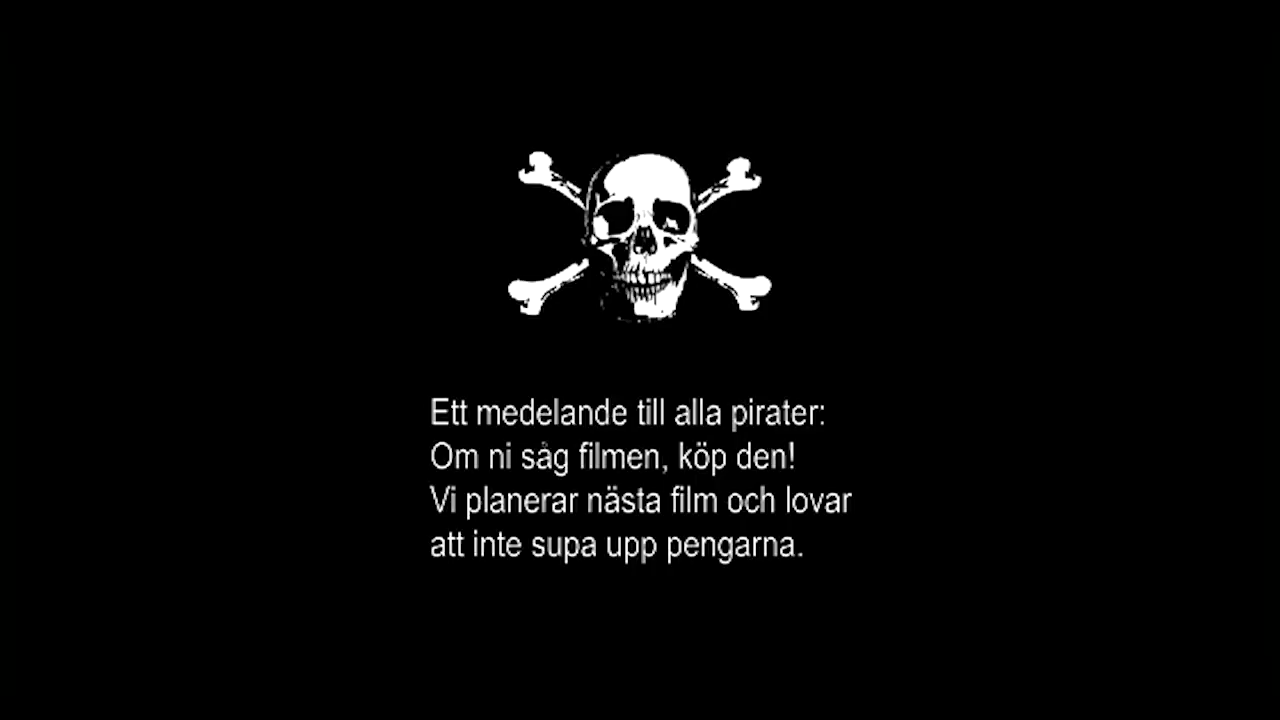 Ett medelande till alla pirater:
Om ni såg filmen, köp den!
Vi planerar nästa film och lovar
att inte supa upp pengarna.